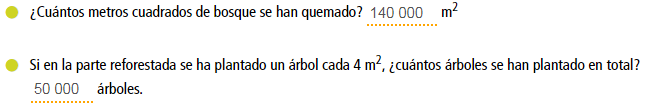 ¿Cuántos metros cuadrados de bosque se han quemado? 140 000 m²
Si en la parte reforestada se ha plantado un árbol cada 4 m², ¿cuántos árboles se han plantado en total?
50 000 árboles.